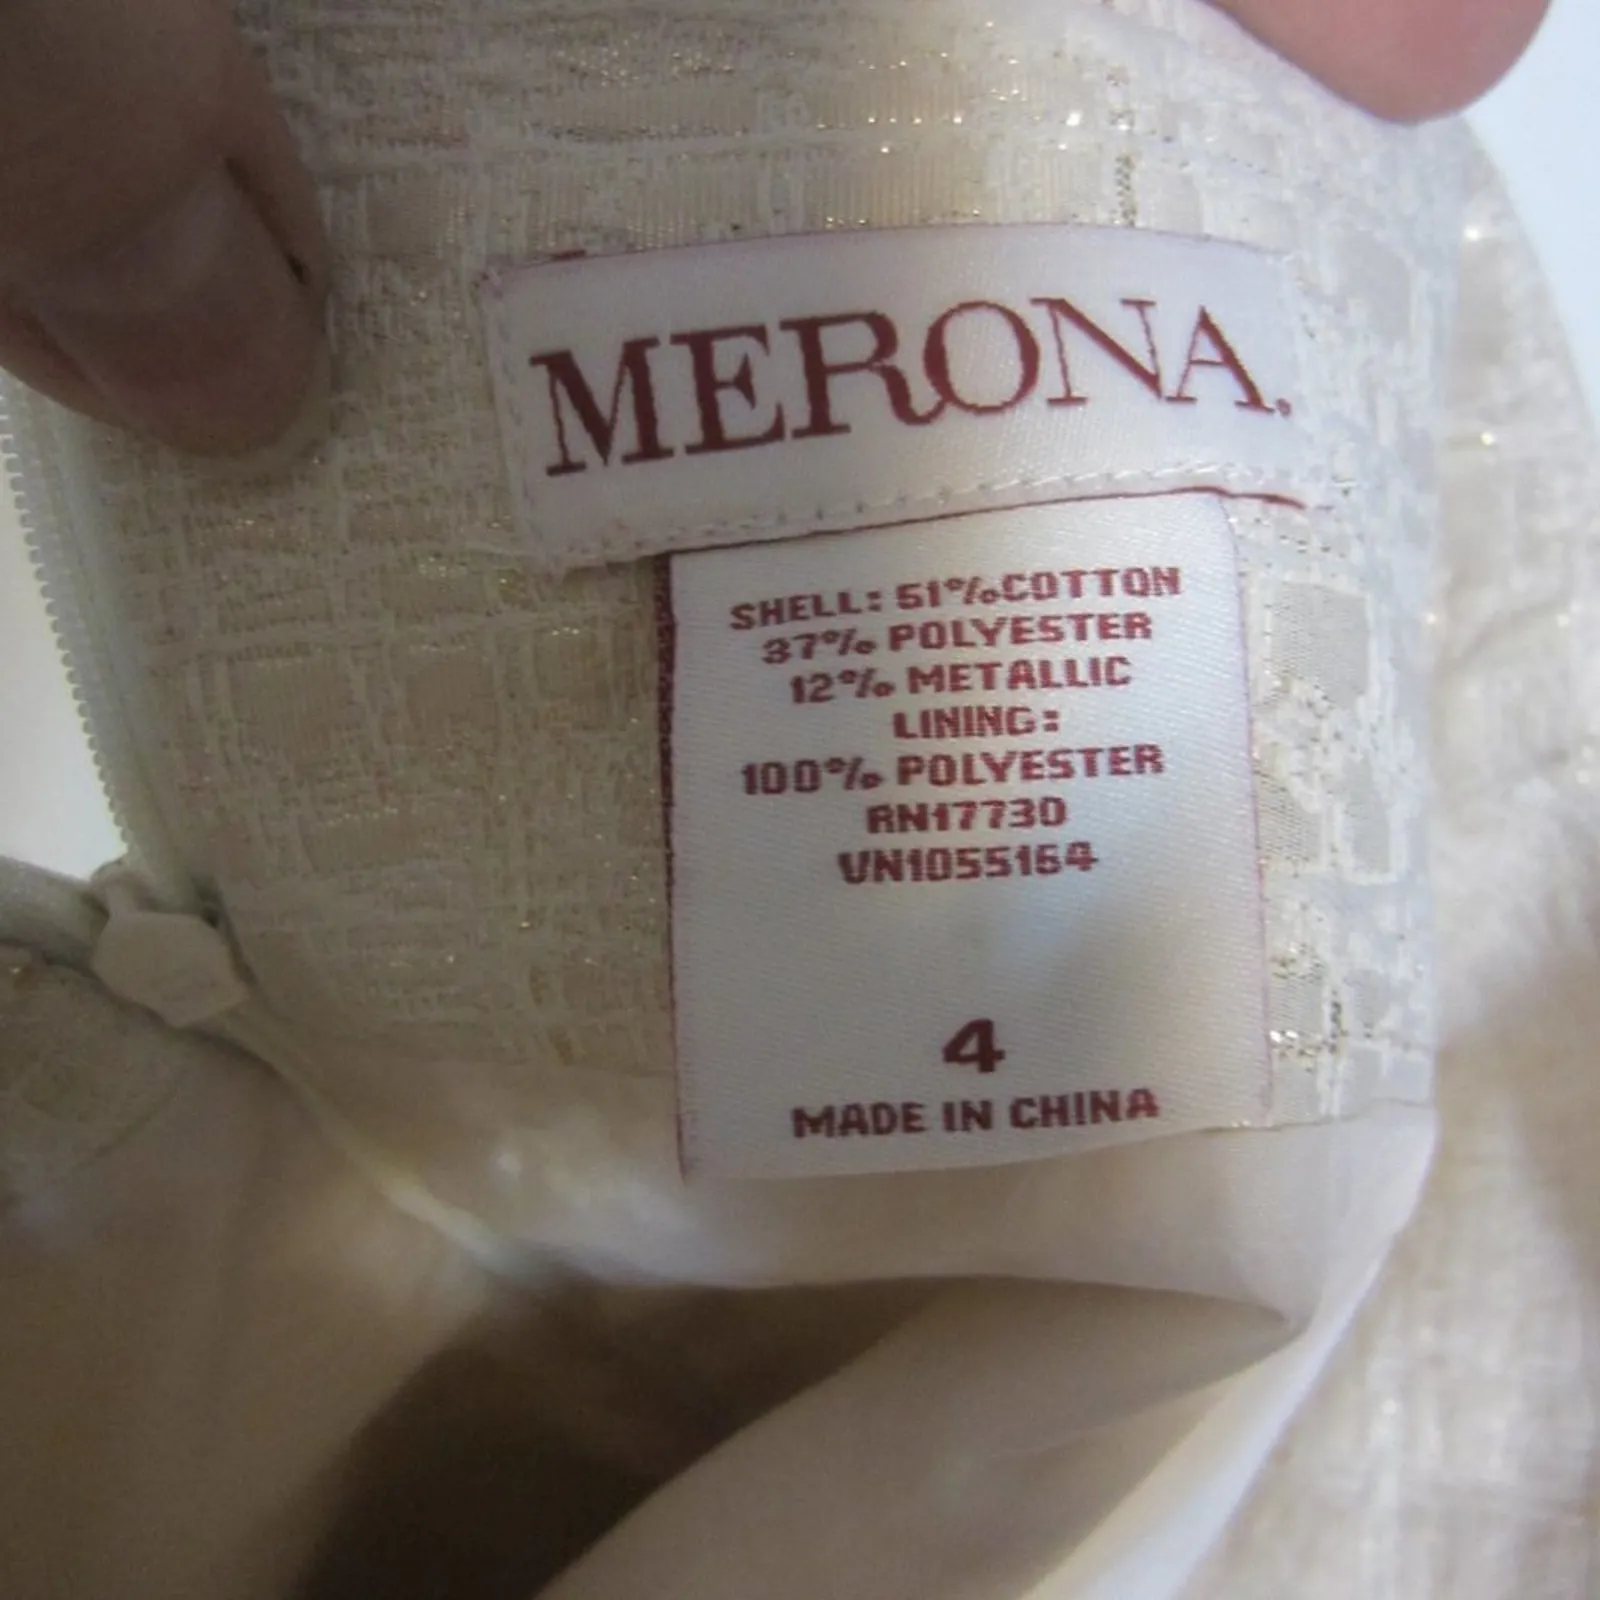 MERONA.
SHELL: 51%COTTON
37% POLYESTER
12% METALLIC
LINING:
100% POLYESTER
RN17730
VN1055164
4
MADE IN CHINA